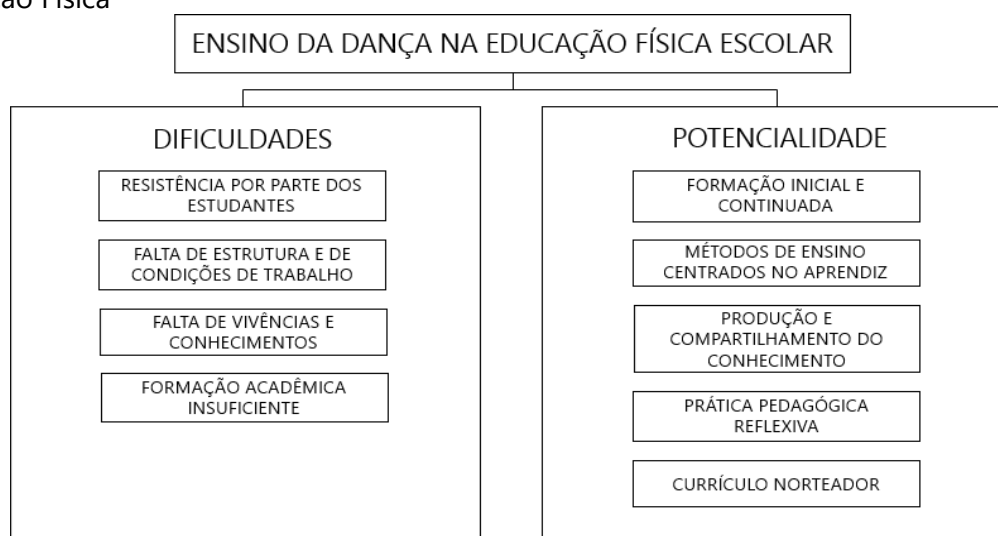 ão Física
ENSINO DA DANÇA NA EDUCAÇÃO FÍSICA ESCOLAR
DIFICULDADES
RESISTÊNCIA POR PARTE DOS
ESTUDANTES
FALTA DE ESTRUTURA E DE
CONDIÇÕES DE TRABALHO
FALTA DE VIVÊNCIAS E
CONHECIMENTOS
FORMAÇÃO ACADÊMICA
INSUFICIENTE
POTENCIALIDADE
FORMAÇÃO INICIAL E
CONTINUADA
MÉTODOS DE ENSINO
CENTRADOS NO APRENDIZ
PRODUÇÃO E
COMPARTILHAMENTO DO
CONHECIMENTO
PRÁTICA PEDAGÓGICA
REFLEXIVA
CURRÍCULO NORTEADOR